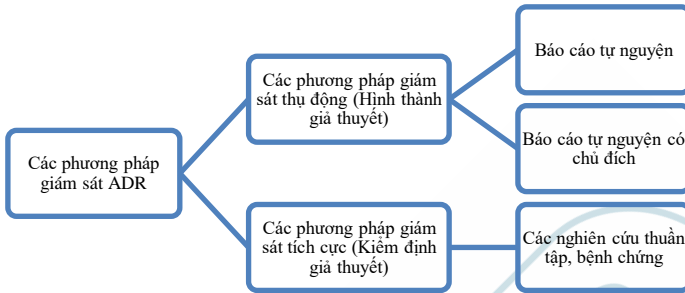 Các phương pháp
giám sát ADR
Các phương pháp giám
sát thụ động (Hình thành
giả thuyết)
Báo cáo tự nguyện
Báo cáo tự nguyện có
chủ đích
Các phương pháp giám
sát tích cực (Kiểm định
giả thuyết)
Các nghiên cứu thuần
tập, bệnh chứng